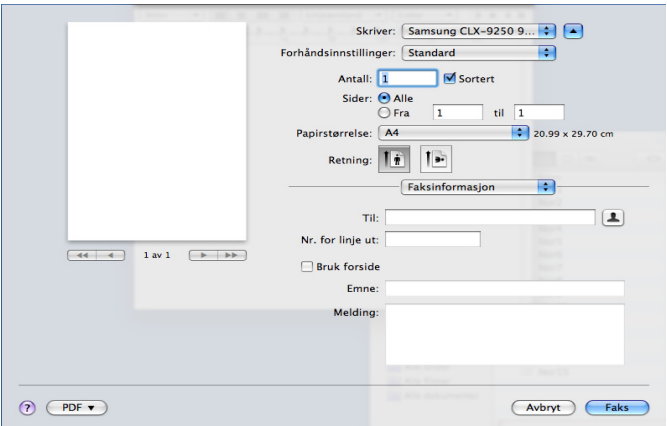 Skriver: Samsung CLX-9250 9...
Forhåndsinnstillinger: Standard
Antall: 1 Sortert
Sider: Alle
Fra 1 til 1
Papirstørrelse: A4 20.99 x 29.70 cm
Retning:
Faksinformasjon
Til:
Nr. for linje ut:
1 av 1
Bruk forside
Emne:
Melding:
? PDF Avbryt Faks